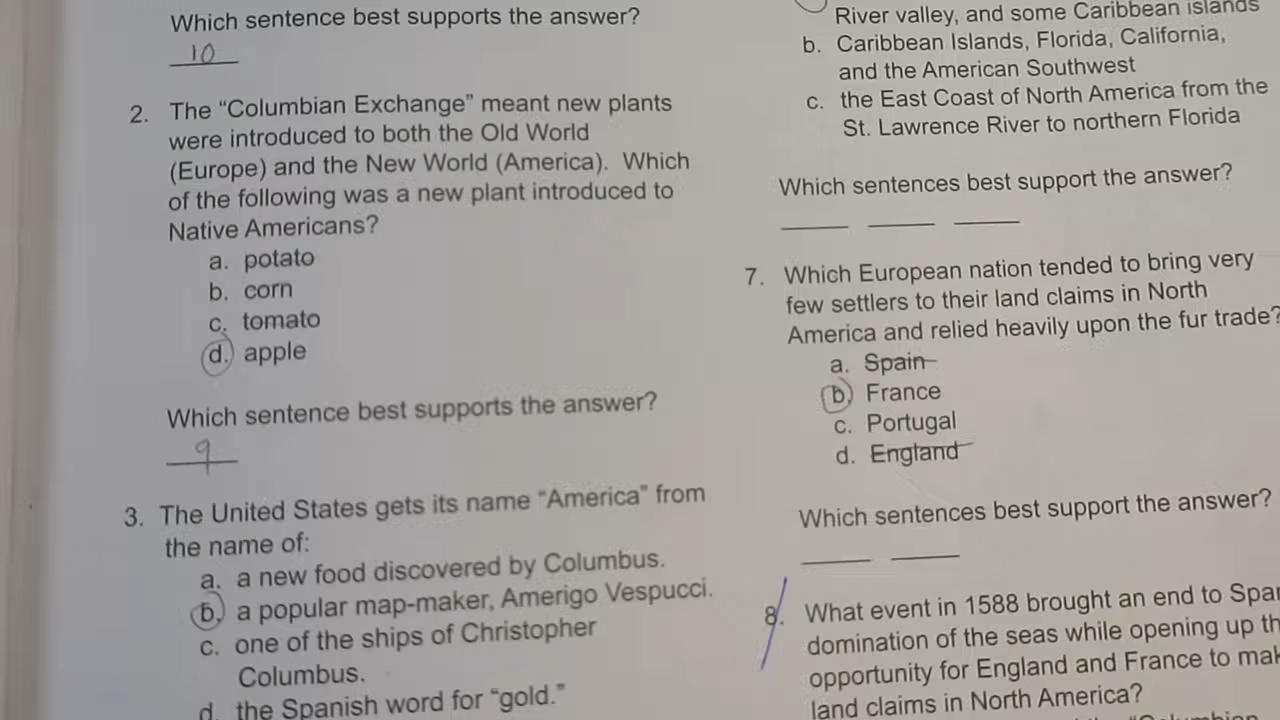 Which sentence best supports the answer?
10
2. The “Columbian Exchange” meant new plants
were introduced to both the Old World
(Europe) and the New World (America). Which
of the following was a new plant introduced to
Native Americans?
a. potato
b. corn
c. tomato
d. apple
Which sentence best supports the answer?
9
3. The United States gets its name “America” from
the name of:
a. a new food discovered by Columbus.
b. a popular map-maker, Amerigo Vespucci.
c. one of the ships of Christopher
Columbus.
d. the Spanish word for “gold.”
River valley, and some Caribbean islands
b. Caribbean Islands, Florida, California,
and the American Southwest
c. the East Coast of North America from the
St. Lawrence River to northern Florida
Which sentences best support the answer?
7. Which European nation tended to bring very
few settlers to their land claims in North
America and relied heavily upon the fur trade?
a. Spain
b. France
c. Portugal
d. England
Which sentences best support the answer?
8. What event in 1588 brought an end to
domination of the seas while opening up
opportunity for England and France to
land claims in North America?